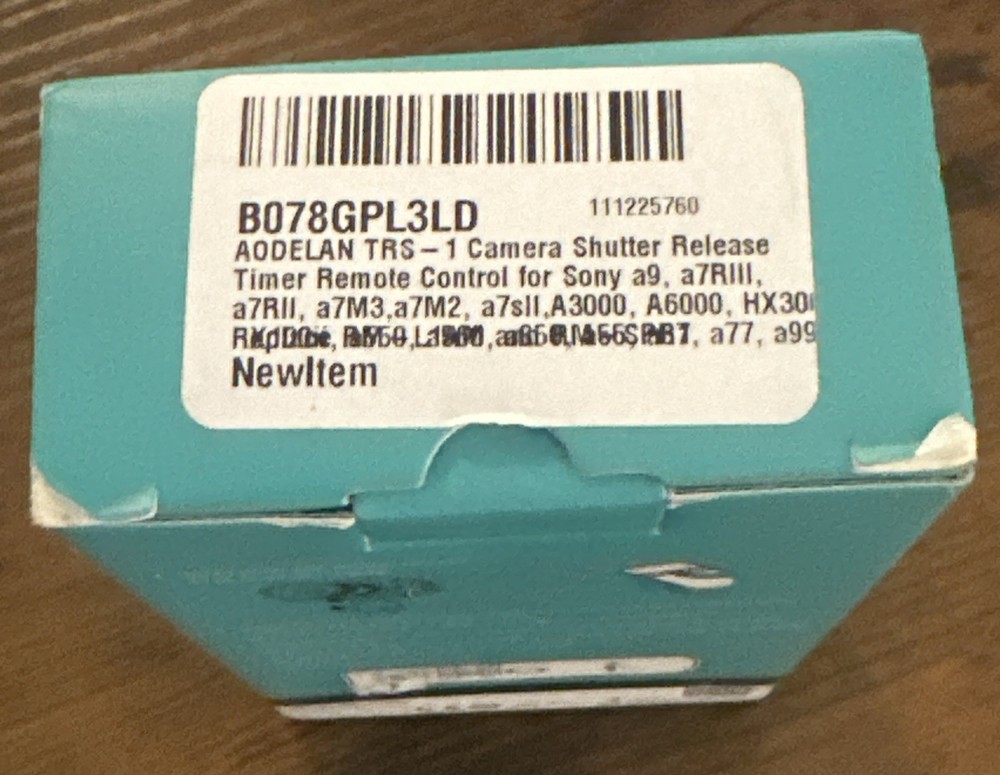 B078GPL3LD
111225760
AODELAN TRS-1 Camera Shutter Release
Timer Remote Control for Sony a9, a7RIII,
a7RII, a7M3,a7M2, a7sII,A3000, A6000, HX30
a77, a99
NewItem